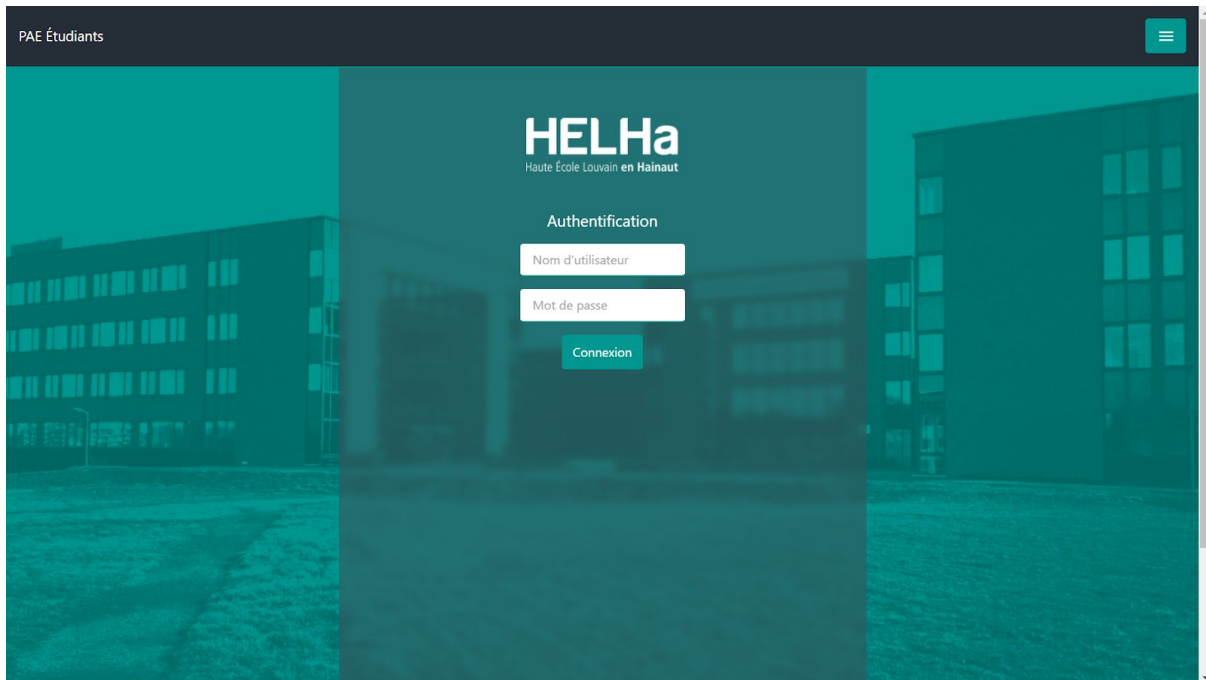 PAE Étudiants
HELHa
Haute École Louvain en Hainaut
Authentification
Nom d'utilisateur
Mot de passe
Connexion